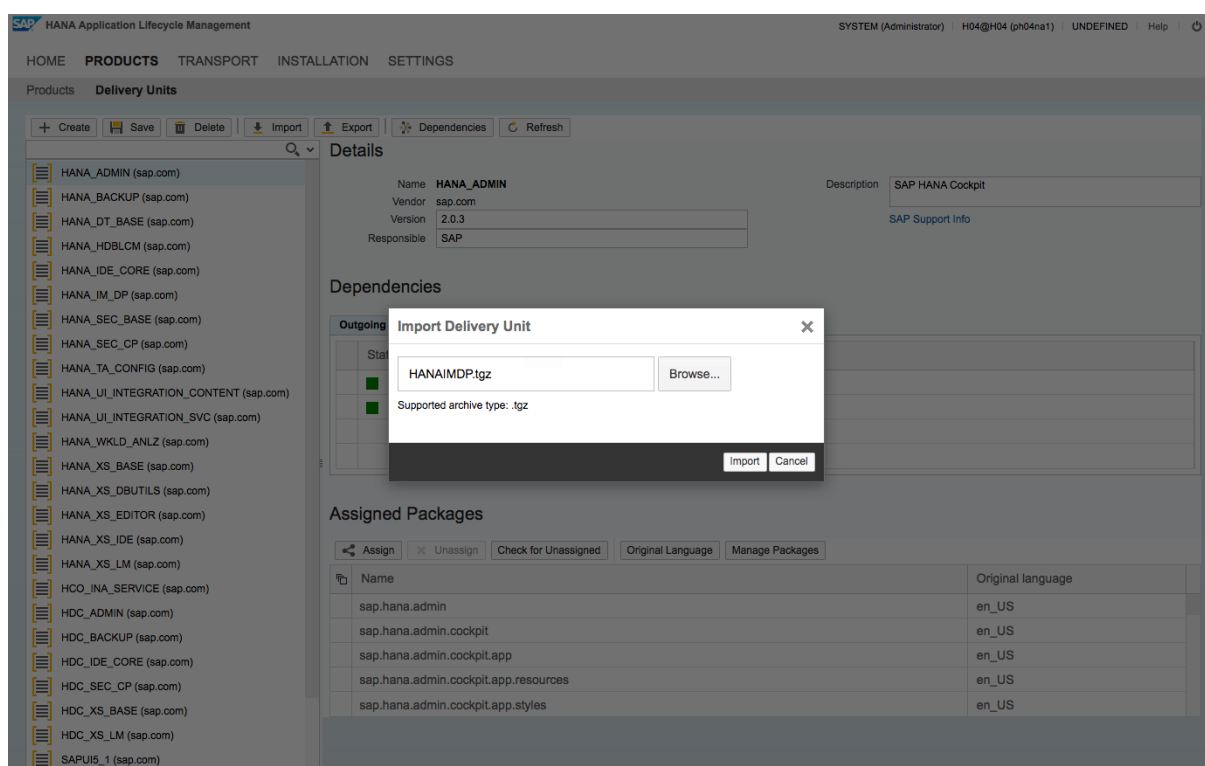 SAP HANA Application Lifecycle Management SYSTEM (Administrator) H04@H04 (ph04na1) UNDEFINED Help
HOME PRODUCTS TRANSPORT INSTALLATION SETTINGS
Products Delivery Units
Create Save Delete Import Export Dependencies Refresh
HANA_ADMIN (sap.com)
HANA_BACKUP (sap.com)
HANA_DT_BASE (sap.com)
HANA_HDBLCM (sap.com)
HANA_IDE_CORE (sap.com)
HANA_IM_DP (sap.com)
HANA_SEC_BASE (sap.com)
HANA_SEC_CP (sap.com)
HANA_TA_CONFIG (sap.com)
HANA_UI_INTEGRATION_CONTENT (sap.com)
HANA_UI_INTEGRATION_SVC (sap.com)
HANA_WKLD_ANLZ (sap.com)
HANA_XS_BASE (sap.com)
HANA_XS_DBUTILS (sap.com)
HANA_XS_EDITOR (sap.com)
HANA_XS_IDE (sap.com)
HANA_XS_LM (sap.com)
HCO_INA_SERVICE (sap.com)
HDC_ADMIN (sap.com)
HDC_BACKUP (sap.com)
HDC_IDE_CORE (sap.com)
HDC_SEC_CP (sap.com)
HDC_XS_BASE (sap.com)
HDC_XS_LM (sap.com)
SAPUI5_1 (sap.com)
Details
Name HANA_ADMIN
Vendor sap.com
Version 2.0.3
Responsible SAP
Description SAP HANA Cockpit
SAP Support Info
Dependencies
Outgoing
Stat
Import Delivery Unit
HANAIMDP.tgz Browse...
Supported archive type: .tgz
Import Cancel
Assigned Packages
Assign Unassign Check for Unassigned Original Language Manage Packages
Name Original language
sap.hana.admin en_US
sap.hana.admin.cockpit en_US
sap.hana.admin.cockpit.app en_US
sap.hana.admin.cockpit.app.resources en_US
sap.hana.admin.cockpit.app.styles en_US